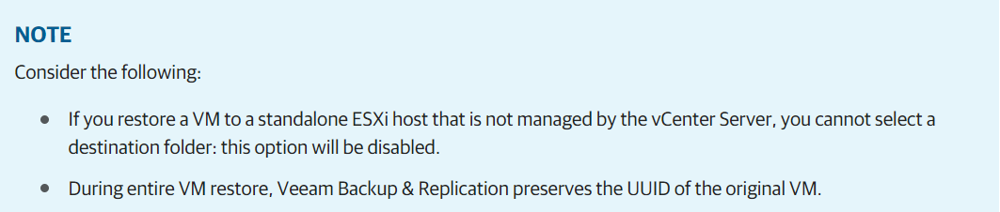 NOTE
Consider the following:
• If you restore a VM to a standalone ESXi host that is not managed by the vCenter Server, you cannot select a
destination folder: this option will be disabled.
• During entire VM restore, Veeam Backup & Replication preserves the UUID of the original VM.